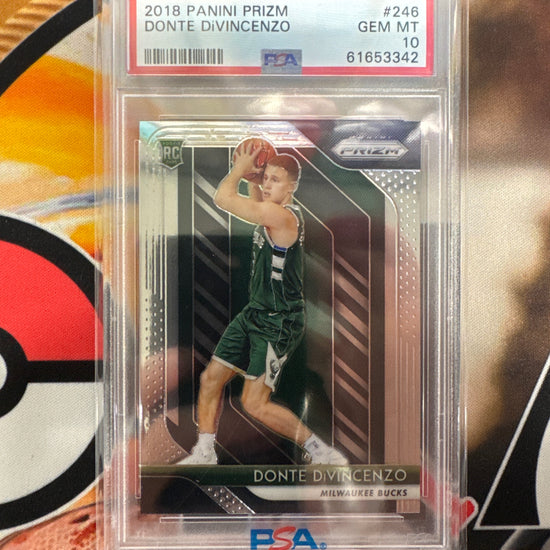 2018 PANINI PRIZM #246
DONTE DiVINCENZO GEM MT
10
PSA 61653342
RC
PRIZM
DONTE DiVINCENZO
MILWAUKEE BUCKS
PSA